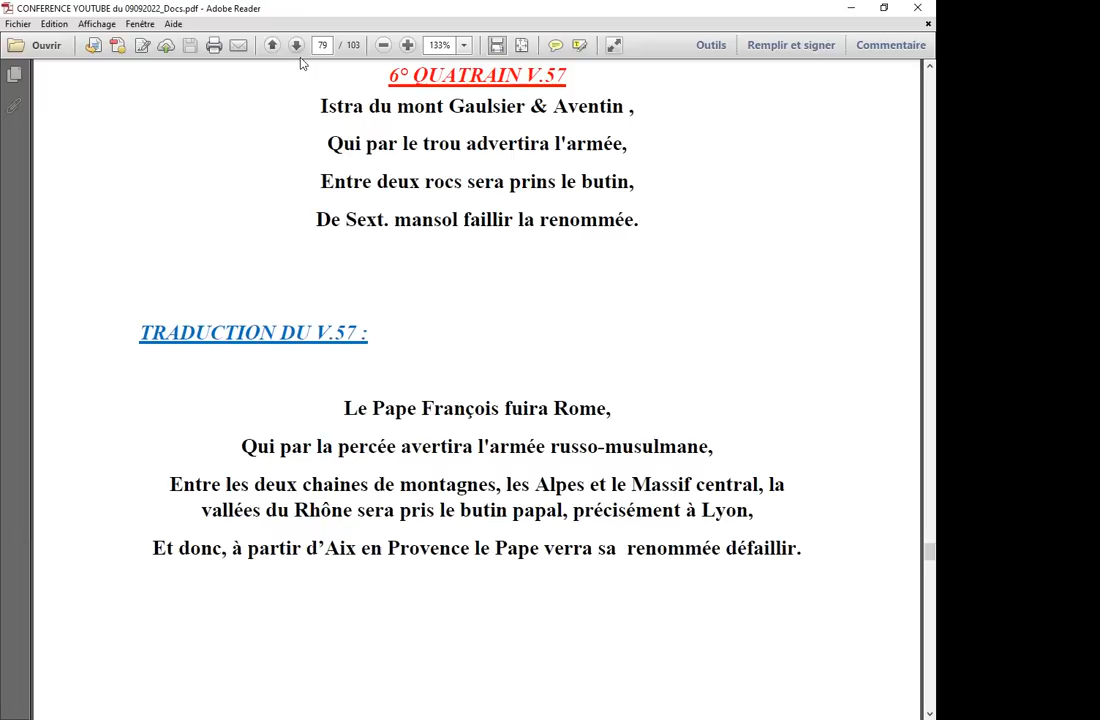 CONFERENCE YOUTUBE du 09092022_Docs.pdf - Adobe Reader
Fichier Edition Affichage Fenêtre Aide
Ouvrir 79 / 103 133% Outils Remplir et signer Commentaire
6° QUATRAIN V.57
Istra du mont Gaulsier & Aventin ,
Qui par le trou advertira l'armée,
Entre deux rocs sera prins le butin,
De Sext. mansol faillir la renommée.
TRADUCTION DU V.57 :
Le Pape François fuira Rome,
Qui par la percée avertira l'armée russo-musulmane,
Entre les deux chaines de montagnes, les Alpes et le Massif central, la
vallées du Rhône sera pris le butin papal, précisément à Lyon,
Et donc, à partir d’Aix en Provence le Pape verra sa  renommée défaillir.